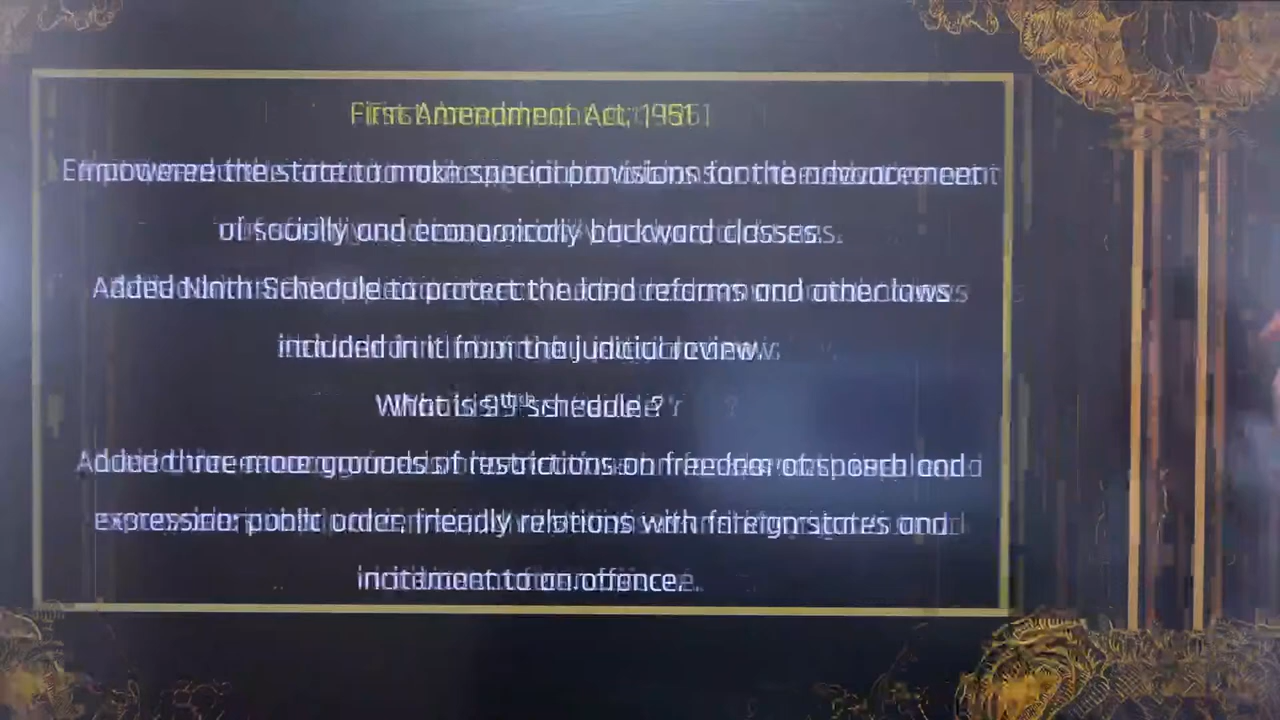 First Amendment Act, 1951
Empowered the state to make special provisions for the advancement
of socially and economically backward classes.
Added Ninth Schedule to protect the land reforms and other laws
included in it from the judicial review.
What is 9th schedule?
Added three more grounds of restrictions on freedom of speech and
expression: public order, friendly relations with foreign states and
incitement to an offence.